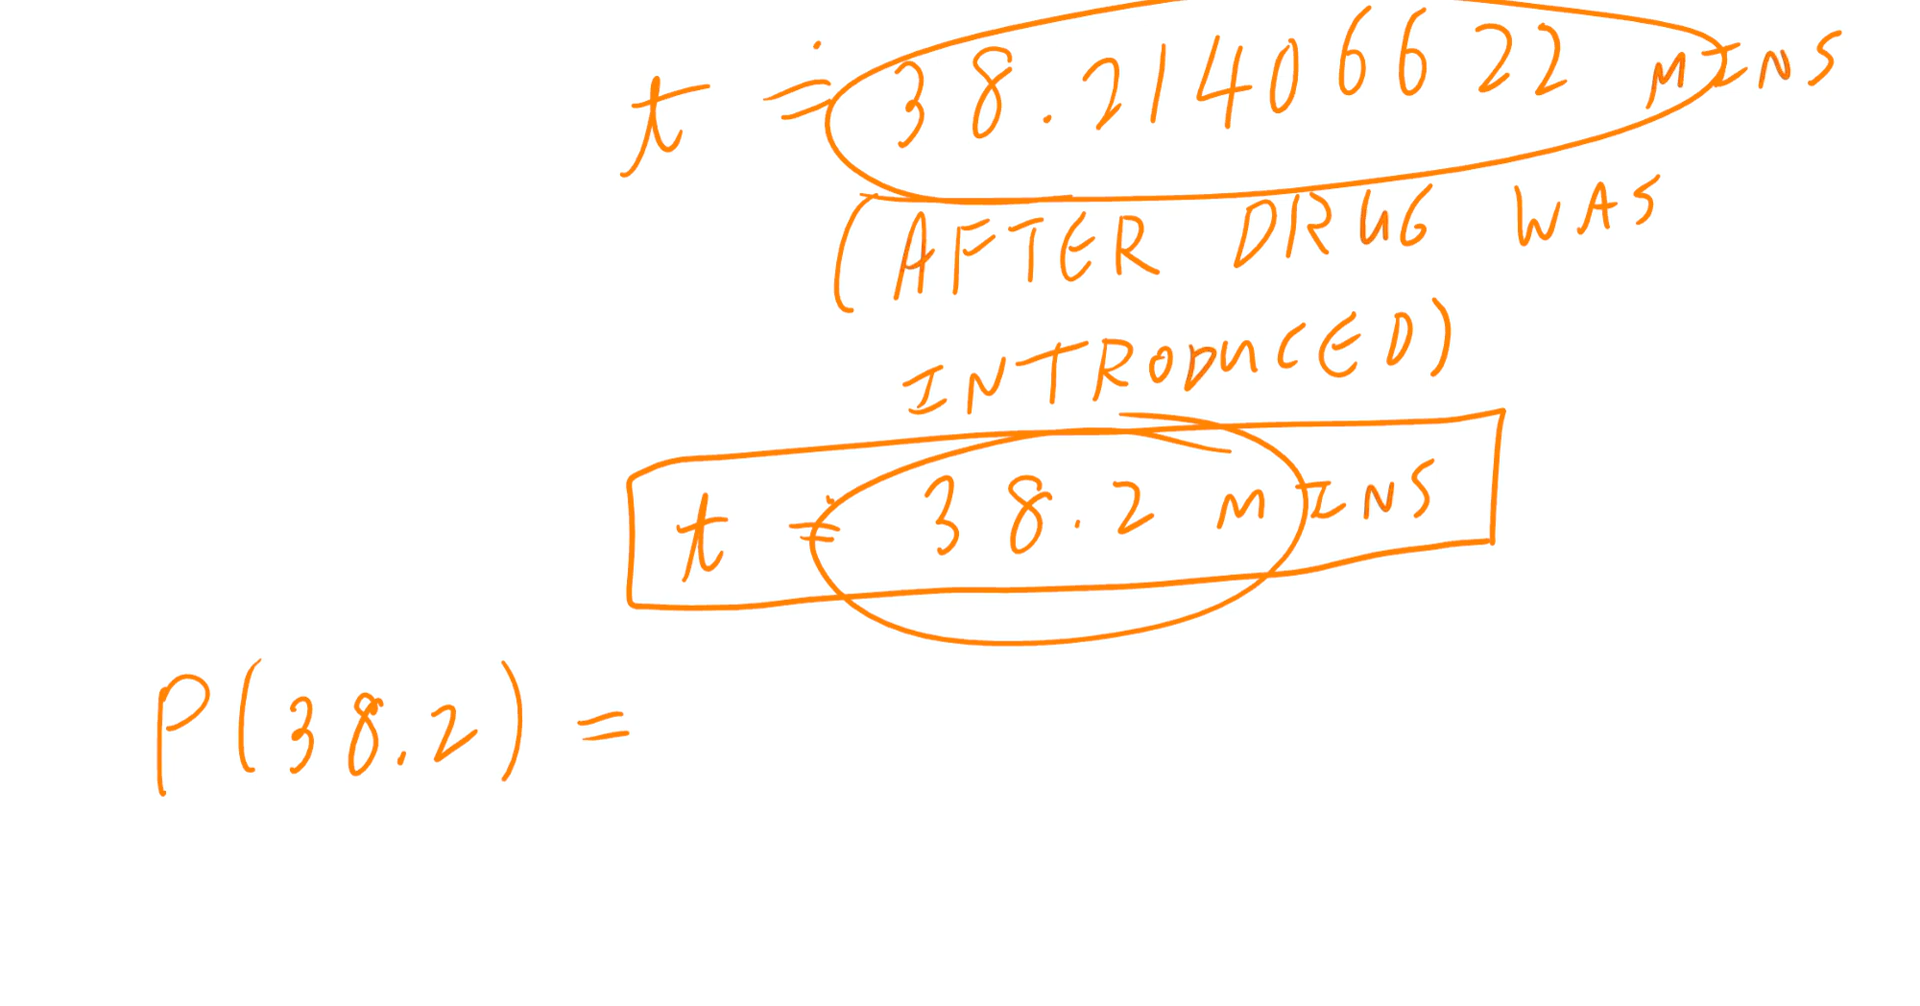 t ≐ 38.21406622 MINS
(AFTER DRUG WAS
INTRODUCED)
t ≐ 38.2 MINS
P(38.2) =